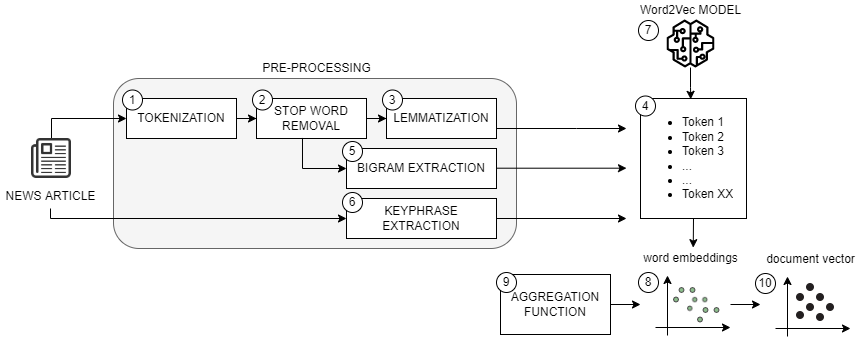 Word2Vec MODEL
7
PRE-PROCESSING
1
TOKENIZATION
2
STOP WORD
REMOVAL
3
LEMMATIZATION
4
• Token 1
• Token 2
• Token 3
• ...
• ...
• Token XX
5
BIGRAM EXTRACTION
NEWS ARTICLE
6
KEYPHRASE
EXTRACTION
word embeddings
document vector
9
AGGREGATION
FUNCTION
8
10